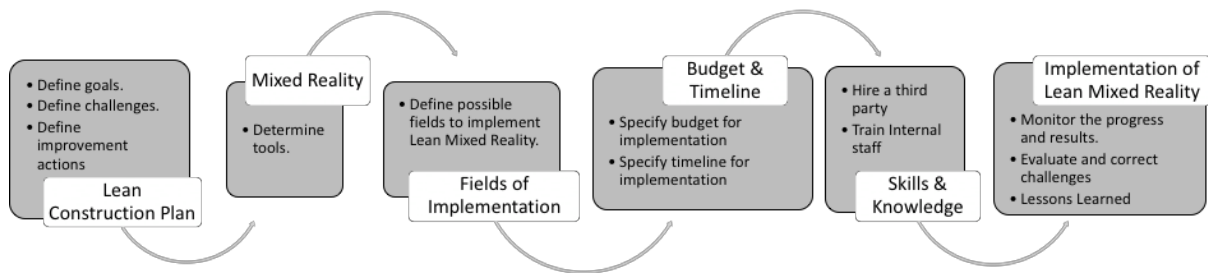 • Define goals.
• Define challenges.
• Define
improvement
actions
Lean
Construction Plan
Mixed Reality
• Determine
tools.
• Define possible
fields to implement
Lean Mixed Reality.
Fields of
Implementation
Budget &
Timeline
• Specify budget for
implementation
• Specify timeline for
implementation
• Hire a third
party
• Train Internal
staff
Skills &
Knowledge
Implementation of
Lean Mixed Reality
• Monitor the progress
and results.
• Evaluate and correct
challenges
• Lessons Learned